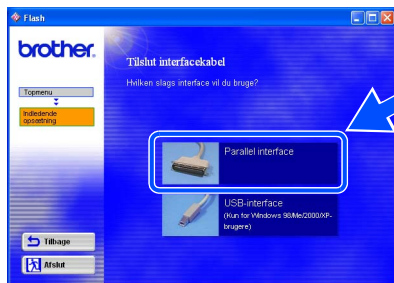 Flash
brother.
Topmenu
Indledende
opsætning
Tilslut interfacekabel
Hvilken slags interface vil du bruge?
Parallel interface
USB-interface
(Kun for Windows 98/Me/2000/XP-
brugere)
Tilbage
Afslut